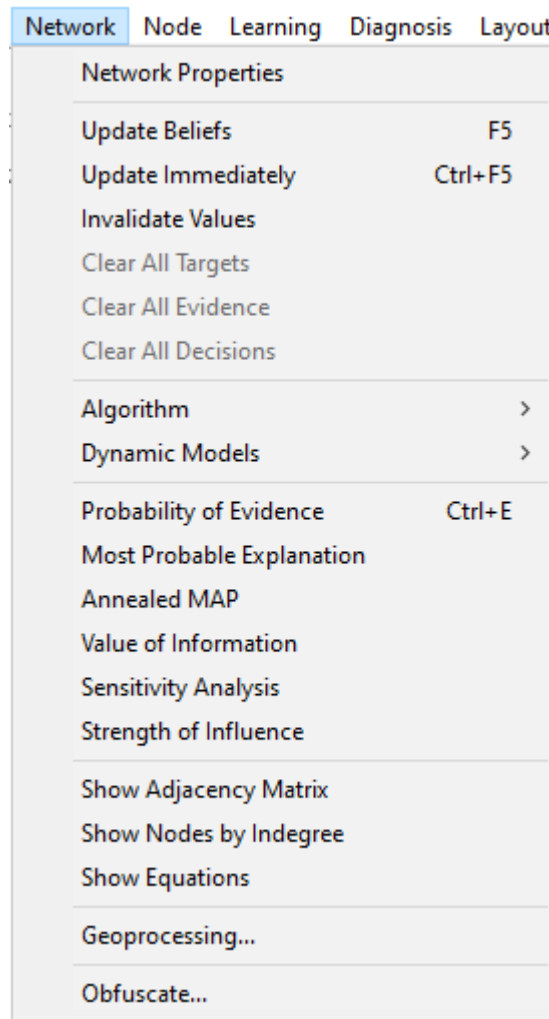 Network Node Learning Diagnosis Layout
Network Properties
Update Beliefs F5
Update Immediately Ctrl+F5
Invalidate Values
Clear All Targets
Clear All Evidence
Clear All Decisions
Algorithm >
Dynamic Models >
Probability of Evidence Ctrl+E
Most Probable Explanation
Annealed MAP
Value of Information
Sensitivity Analysis
Strength of Influence
Show Adjacency Matrix
Show Nodes by Indegree
Show Equations
Geoprocessing...
Obfuscate...